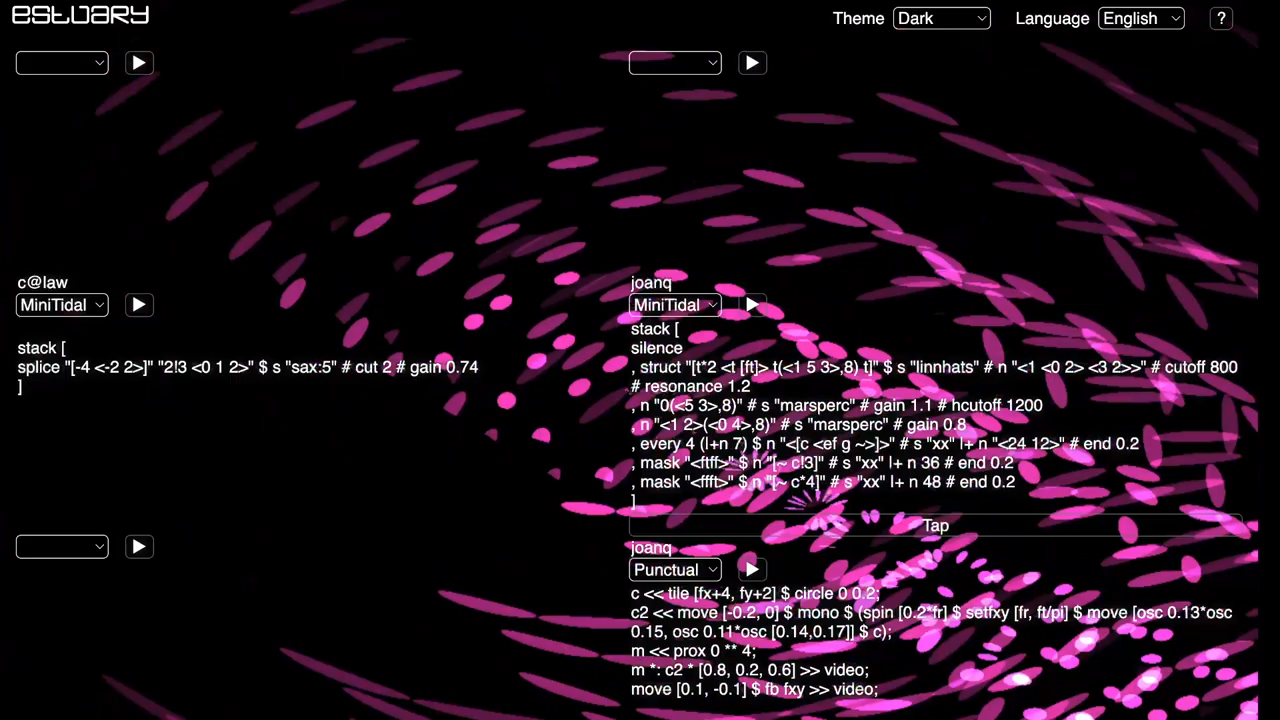 estuary
Theme Dark Language English ?
c@law
MiniTidal
stack [
splice "[-4 <-2 2>]" "2!3 <0 1 2>" $ s "sax:5" # cut 2 # gain 0.74
]
joanq
MiniTidal
stack [
silence
, struct "[t*2 <t [ft]> t(<1 5 3>,8) t]" $ s "linnhats" # n "<1 <0 2> <3 2>>" # cutoff 800
# resonance 1.2
, n "0(<5 3>,8)" # s "marsperc" # gain 1.1 # hcutoff 1200
, n "<1 2>(<0 4>,8)" # s "marsperc" # gain 0.8
, every 4 (|+n 7) $ n "<[c <ef g ~>]>" # s "xx" |+ n "<24 12>" # end 0.2
, mask "<ftff>" $ n "[~ c!3]" # s "xx" |+ n 36 # end 0.2
, mask "<ffft>" $ n "[~ c*4]" # s "xx" |+ n 48 # end 0.2
]
Tap
joanq
Punctual
c << tile [fx+4, fy+2] $ circle 0 0.2;
c2 << move [-0.2, 0] $ mono $ (spin [0.2*fr] $ setfxy [fr, ft/pi] $ move [osc 0.13*osc
0.15, osc 0.11*osc [0.14,0.17]] $ c);
m << prox 0 ** 4;
m *: c2 * [0.8, 0.2, 0.6] >> video;
move [0.1, -0.1] $ fb fxy >> video;